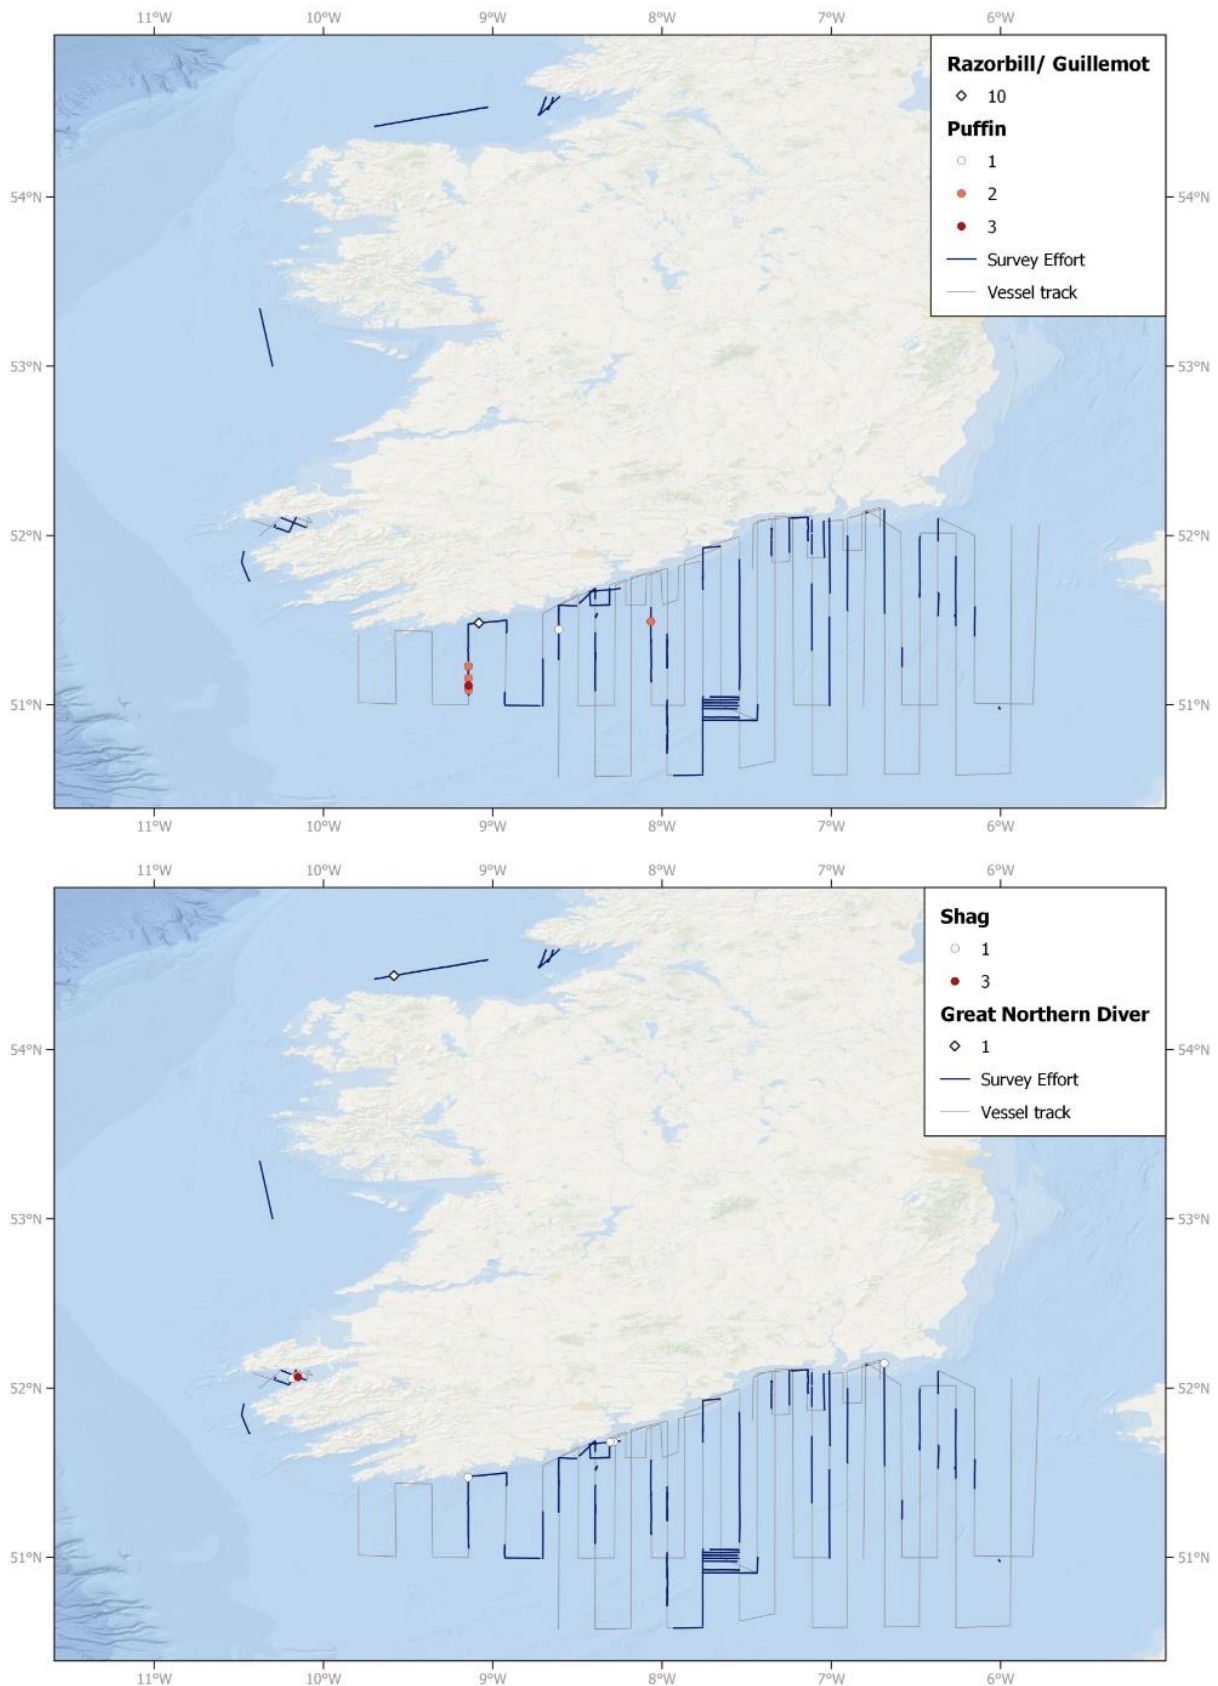 11°W 10°W 9°W 8°W 7°W 6°W
Razorbill/ Guillemot
10
Puffin
1
2
3
Survey Effort
Vessel track
54°N 54°N
53°N 53°N
52°N 52°N
51°N 51°N
11°W 10°W 9°W 8°W 7°W 6°W
11°W 10°W 9°W 8°W 7°W 6°W
Shag
1
3
Great Northern Diver
1
Survey Effort
Vessel track
54°N 54°N
53°N 53°N
52°N 52°N
51°N 51°N
11°W 10°W 9°W 8°W 7°W 6°W